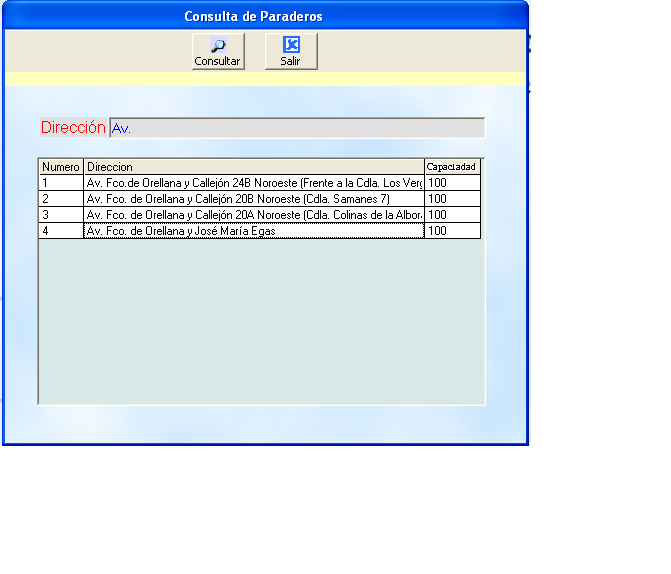 Consulta de Paraderos
Consultar Salir
Dirección Av.
Numero Direccion Capaciadad
1 Av. Fco.de Orellana y Callejón 24B Noroeste (Frente a la Cdla. Los Verg 100
2 Av. Fco. de Orellana y Callejón 20B Noroeste (Cdla. Samanes 7) 100
3 Av. Fco. de Orellana y Callejón 20A Noroeste (Cdla. Colinas de la Albor 100
4 Av. Fco. de Orellana y José María Egas 100